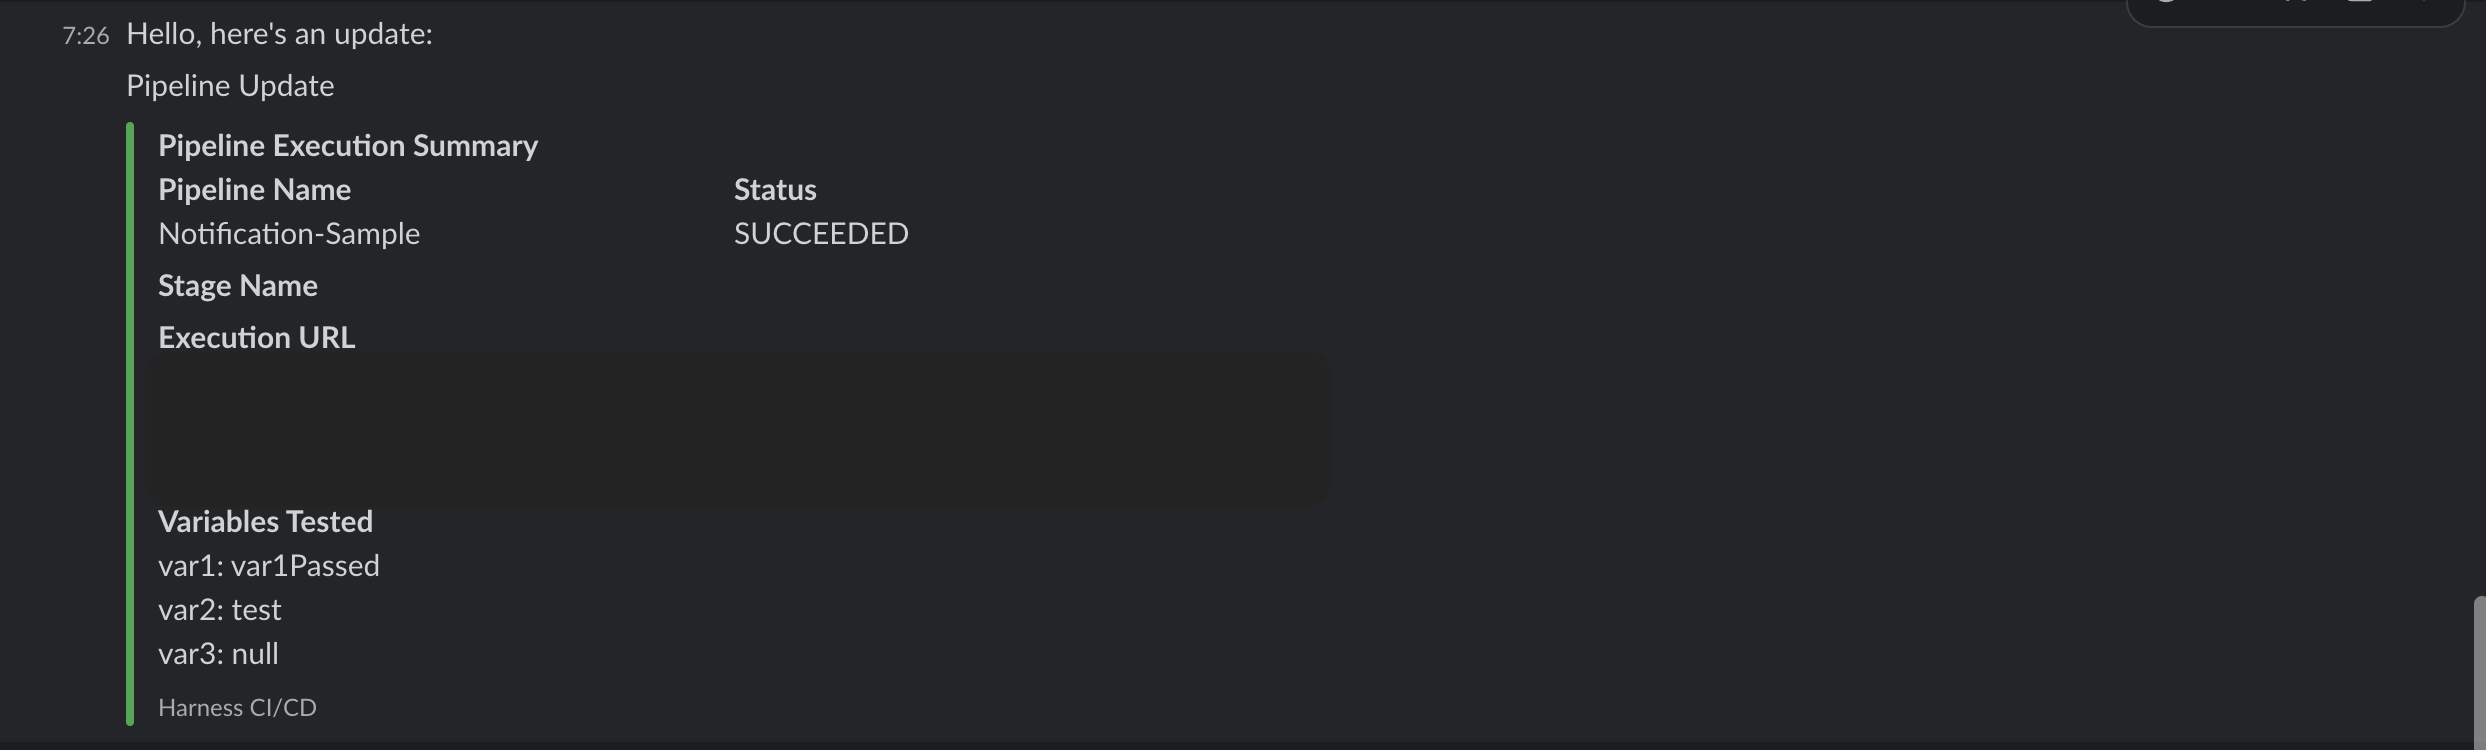 7:26 Hello, here's an update:
Pipeline Update
Pipeline Execution Summary
Pipeline Name Status
Notification-Sample SUCCEEDED
Stage Name
Execution URL
Variables Tested
var1: var1Passed
var2: test
var3: null
Harness CI/CD